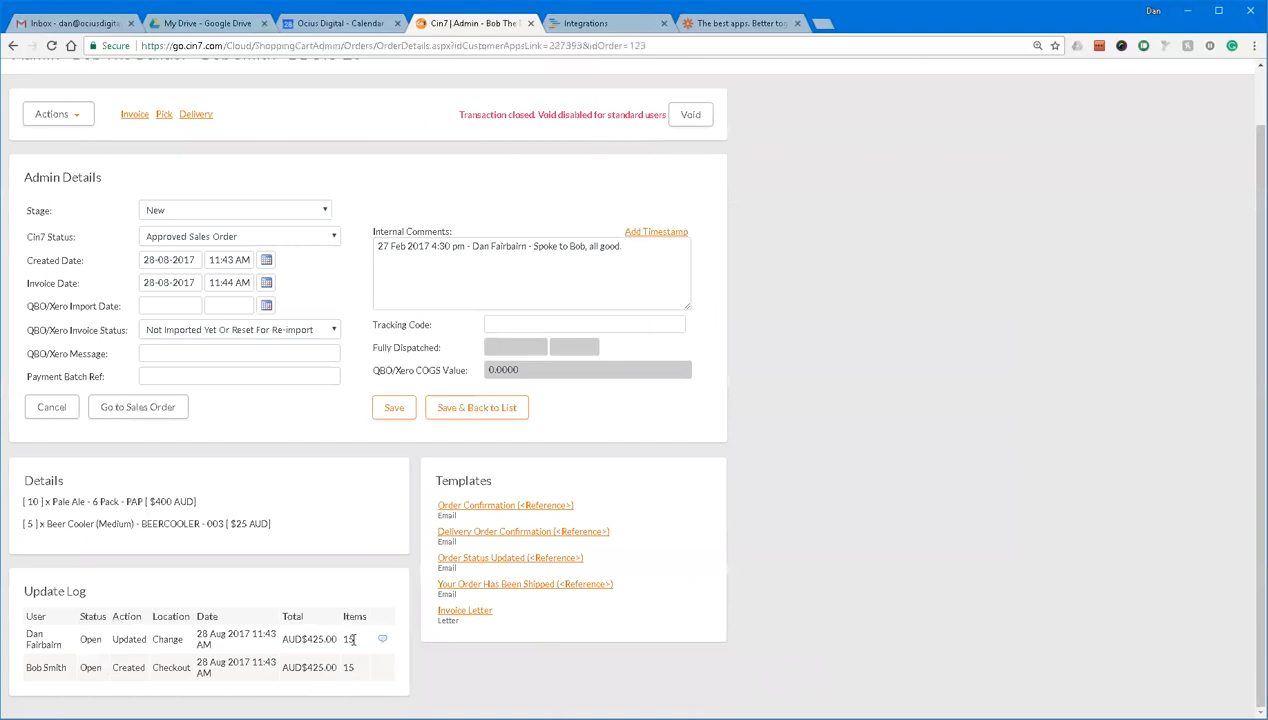 Dan
Inbox - dan@ociusdigita
My Drive - Google Drive
Ocius Digital - Calendar
Cin7 | Admin - Bob The B
Integrations
The best apps. Better to
Secure
https://go.cin7.com/Cloud/ShoppingCartAdmin/Orders/OrderDetails.aspx?idCustomerAppsLink=227393&idOrder=123
Actions
Invoice Pick Delivery
Transaction closed. Void disabled for standard users
Void
Admin Details
Stage: New
Cin7 Status: Approved Sales Order
Created Date: 28-08-2017 11:43 AM
Invoice Date: 28-08-2017 11:44 AM
QBO/Xero Import Date:
QBO/Xero Invoice Status: Not Imported Yet Or Reset For Re-import
QBO/Xero Message:
Payment Batch Ref:
Internal Comments: Add Timestamp
27 Feb 2017 4:30 pm - Dan Fairbairn - Spoke to Bob, all good.
Tracking Code:
Fully Dispatched:
QBO/Xero COGS Value: 0.0000
Cancel Go to Sales Order Save Save & Back to List
Details
[ 10 ] x Pale Ale - 6 Pack - PAP [ $400 AUD]
[ 5 ] x Beer Cooler (Medium) - BEERCOOLER - 003 [ $25 AUD]
Templates
Order Confirmation (<Reference>)
Email
Delivery Order Confirmation (<Reference>)
Email
Order Status Updated (<Reference>)
Email
Your Order Has Been Shipped (<Reference>)
Email
Invoice Letter
Letter
Update Log
User Status Action Location Date Total Items
Dan Fairbairn Open Updated Change 28 Aug 2017 11:43 AM AUD$425.00 15
Bob Smith Open Created Checkout 28 Aug 2017 11:43 AM AUD$425.00 15